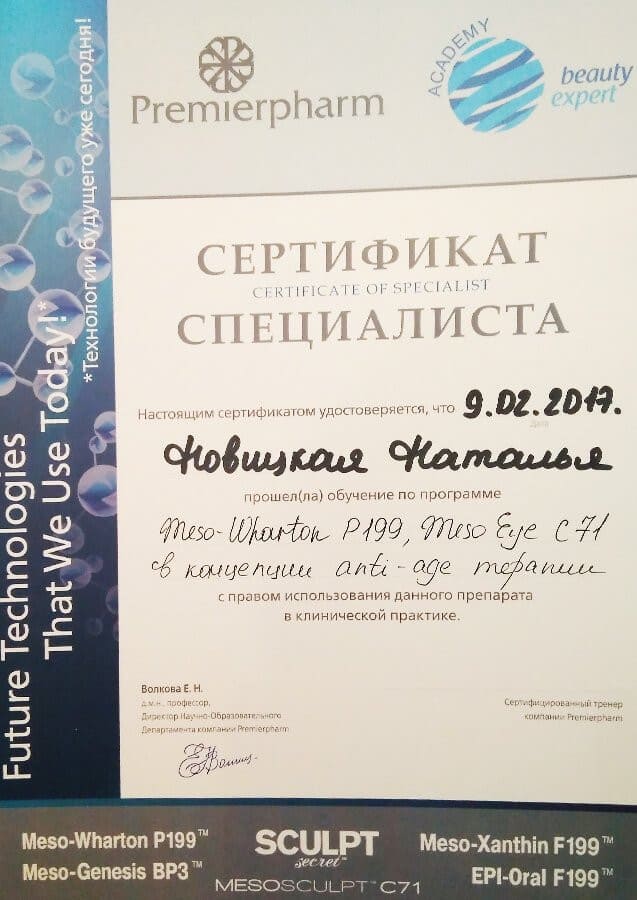 Premierpharm
ACADEMY
beauty
expert
Future Technologies
That We Use Today!*
*Технологии будущего уже сегодня!
СЕРТИФИКАТ
CERTIFICATE OF SPECIALIST
СПЕЦИАЛИСТА
Настоящим сертификатом удостоверяется, что 9.02.2017.
Дата
Новицкая Наталья
прошел(ла) обучение по программе
Meso-Wharton P199, Meso Eye C71
в концепции anti-age терапии
с правом использования данного препарата
в клинической практике.
Волкова Е. Н.
д.м.н., профессор,
Директор Научно-Образовательного
Департамента компании Premierpharm
Сертифицированный тренер
компании Premierpharm
Meso-Wharton P199™
Meso-Genesis BP3™
SCULPT
secret™
MESOSCULPT™ C71
Meso-Xanthin F199™
EPI-Oral F199™